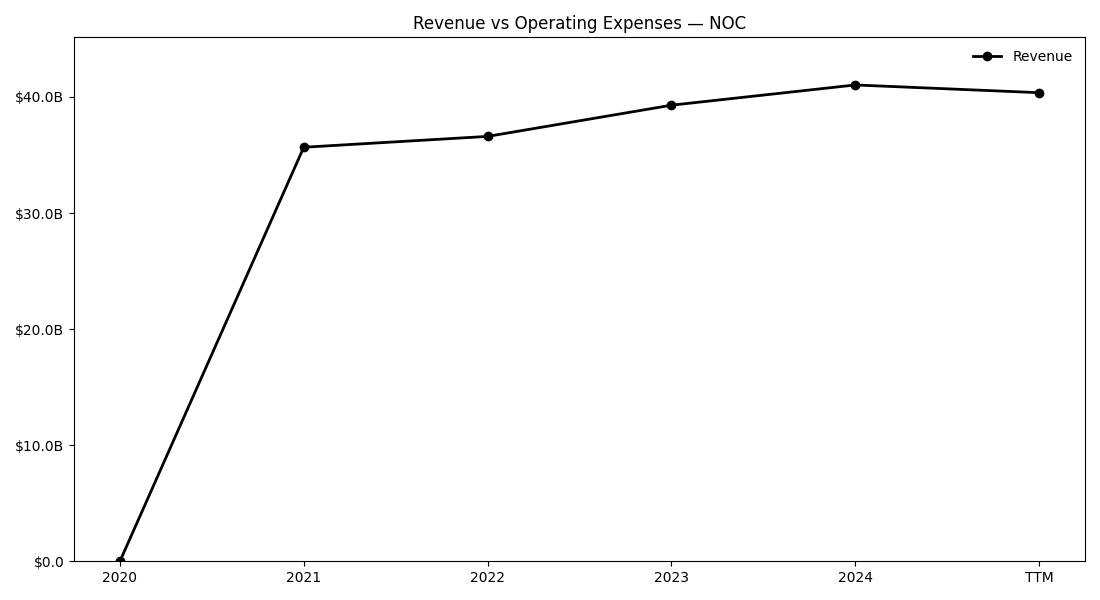 Revenue vs Operating Expenses — NOC
Revenue
$40.0B
$30.0B
$20.0B
$10.0B
$0.0
2020 2021 2022 2023 2024 TTM